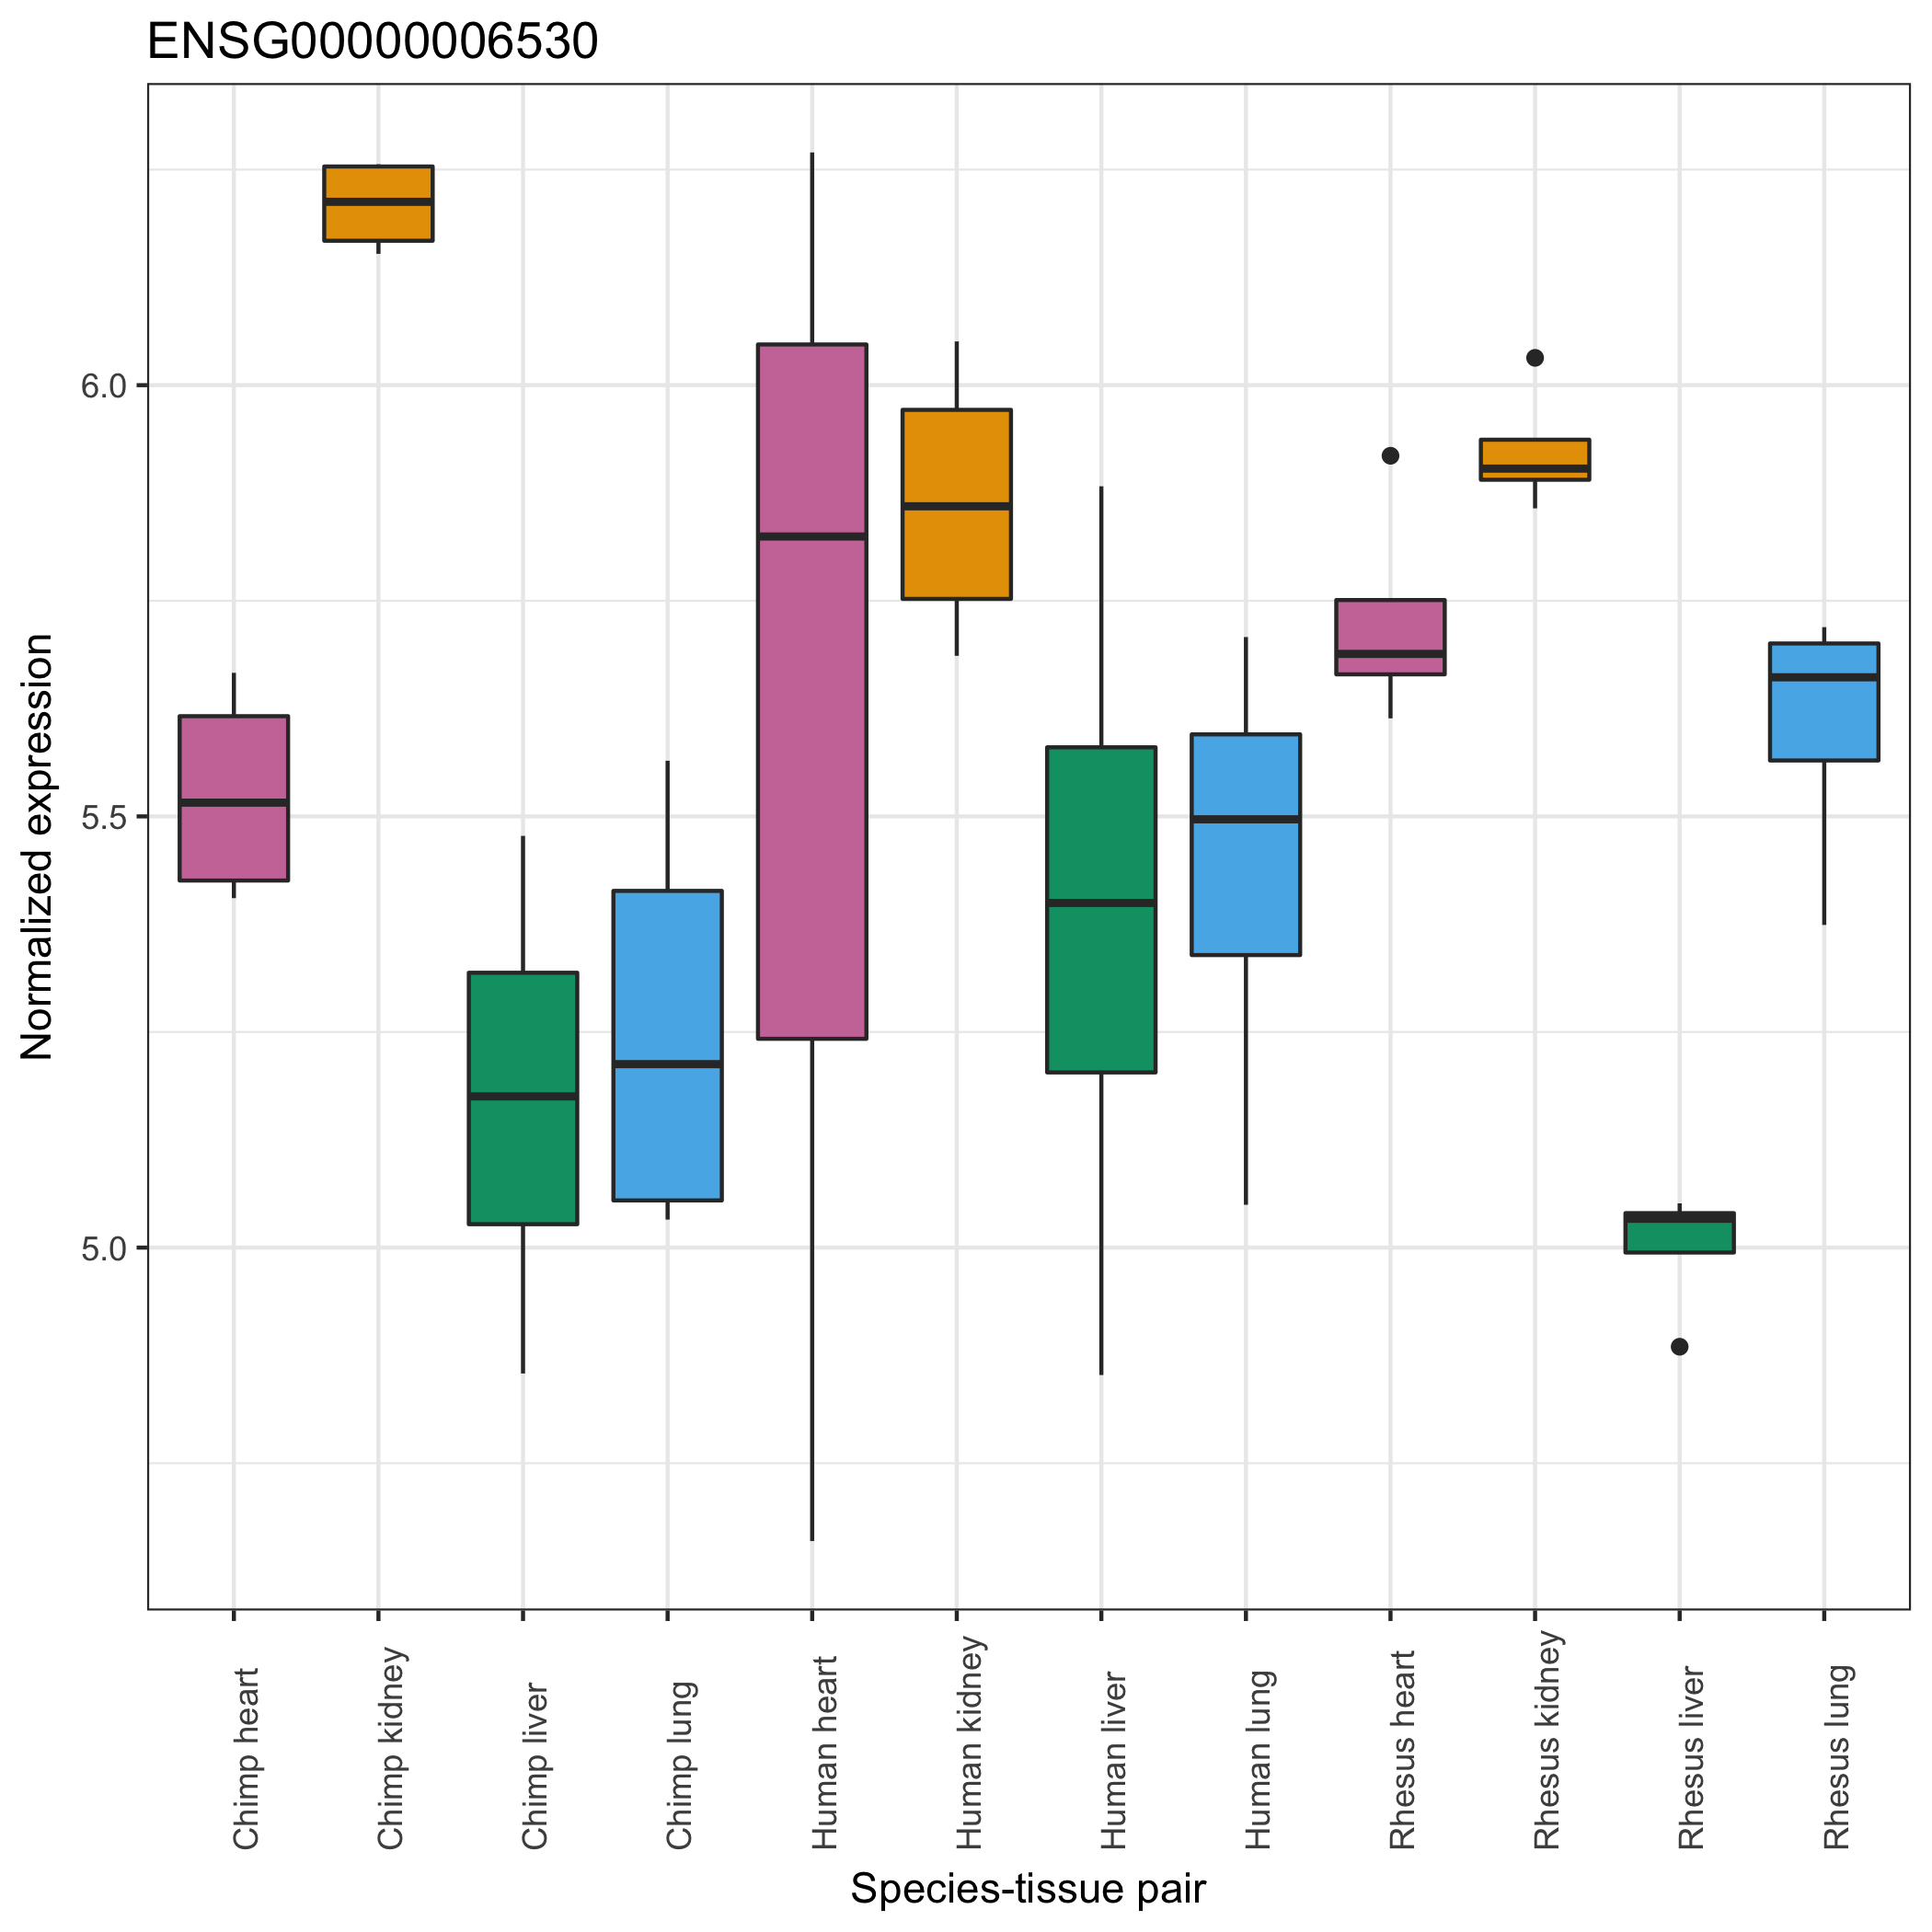 ENSG00000006530
Normalized expression
6.0
5.5
5.0
Chimp heart
Chimp kidney
Chimp liver
Chimp lung
Human heart
Human kidney
Human liver
Human lung
Rhesus heart
Rhesus kidney
Rhesus liver
Rhesus lung
Species-tissue pair